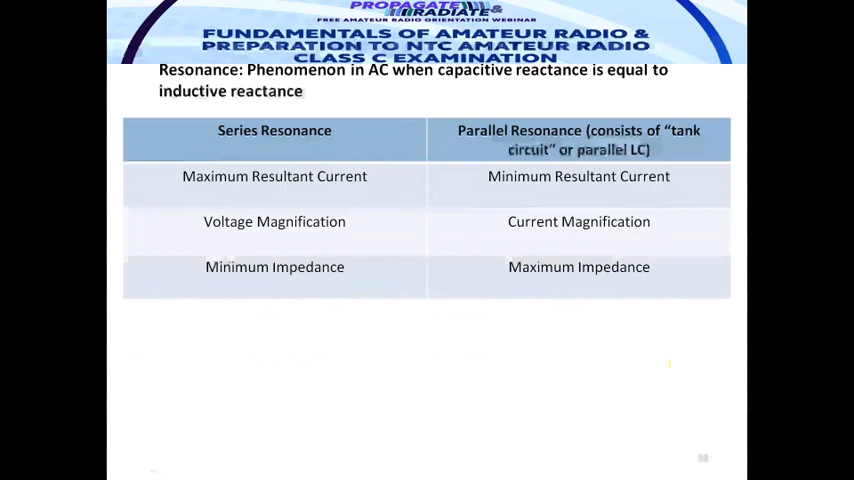 PROPAGATE &
RADIATE
FREE AMATEUR RADIO ORIENTATION WEBINAR
FUNDAMENTALS OF AMATEUR RADIO &
PREPARATION TO NTC AMATEUR RADIO
CLASS C EXAMINATION
Resonance: Phenomenon in AC when capacitive reactance is equal to
inductive reactance
Series Resonance
Parallel Resonance (consists of “tank
circuit” or parallel LC)
Maximum Resultant Current
Minimum Resultant Current
Voltage Magnification
Current Magnification
Minimum Impedance
Maximum Impedance